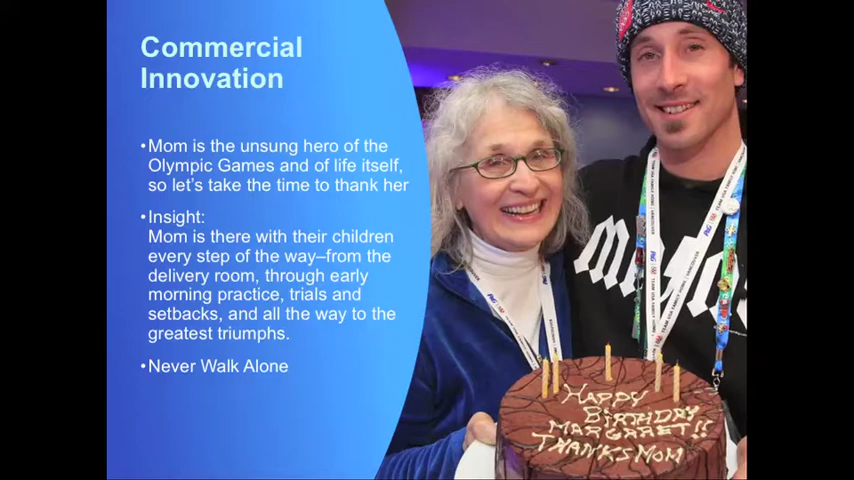 Commercial
Innovation
•Mom is the unsung hero of the
Olympic Games and of life itself,
so let's take the time to thank her
•Insight:
Mom is there with their children
every step of the way–from the
delivery room, through early
morning practice, trials and
setbacks, and all the way to the
greatest triumphs.
•Never Walk Alone
HAPPY
BIRTHDAY
MARGARET!!
THANKS MOM